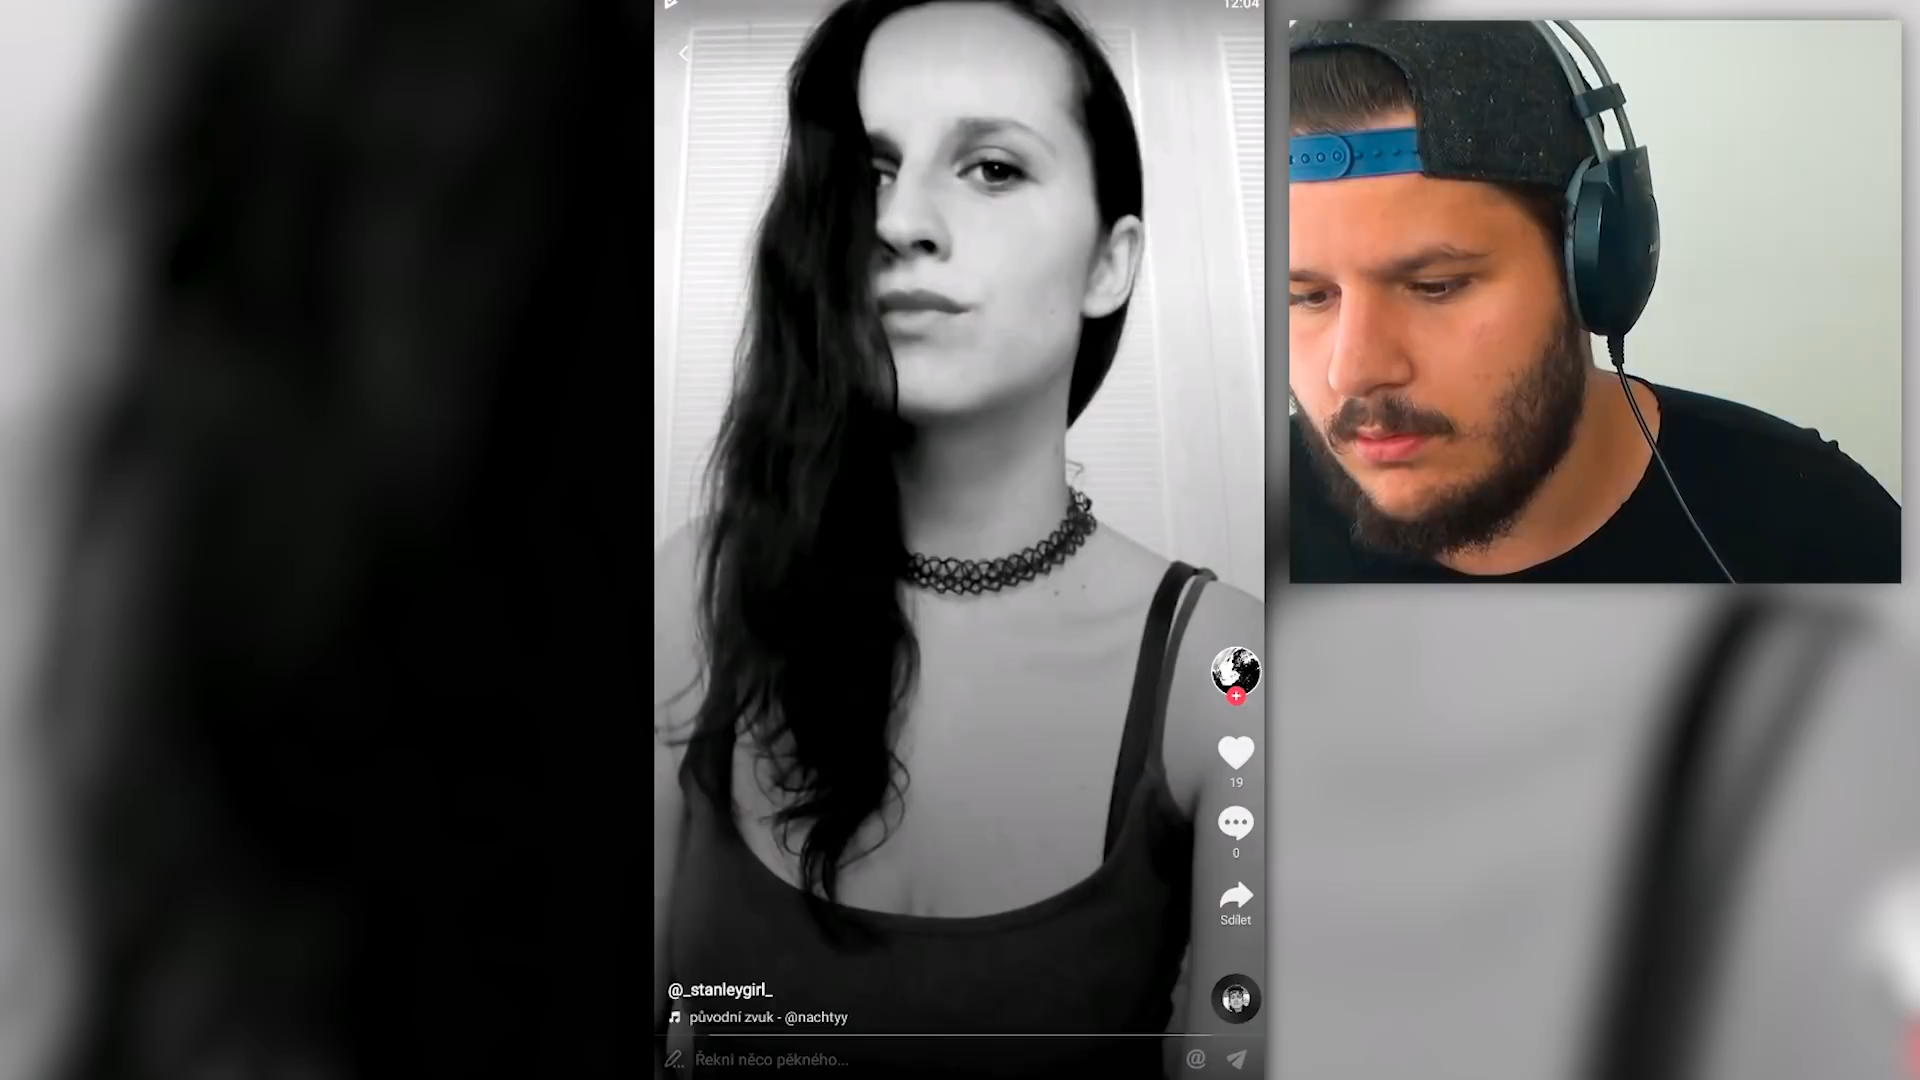 12:04
19
0
Sdílet
@_stanleygirl_
původní zvuk - @nachtyy
Řekni něco pěkného...
@